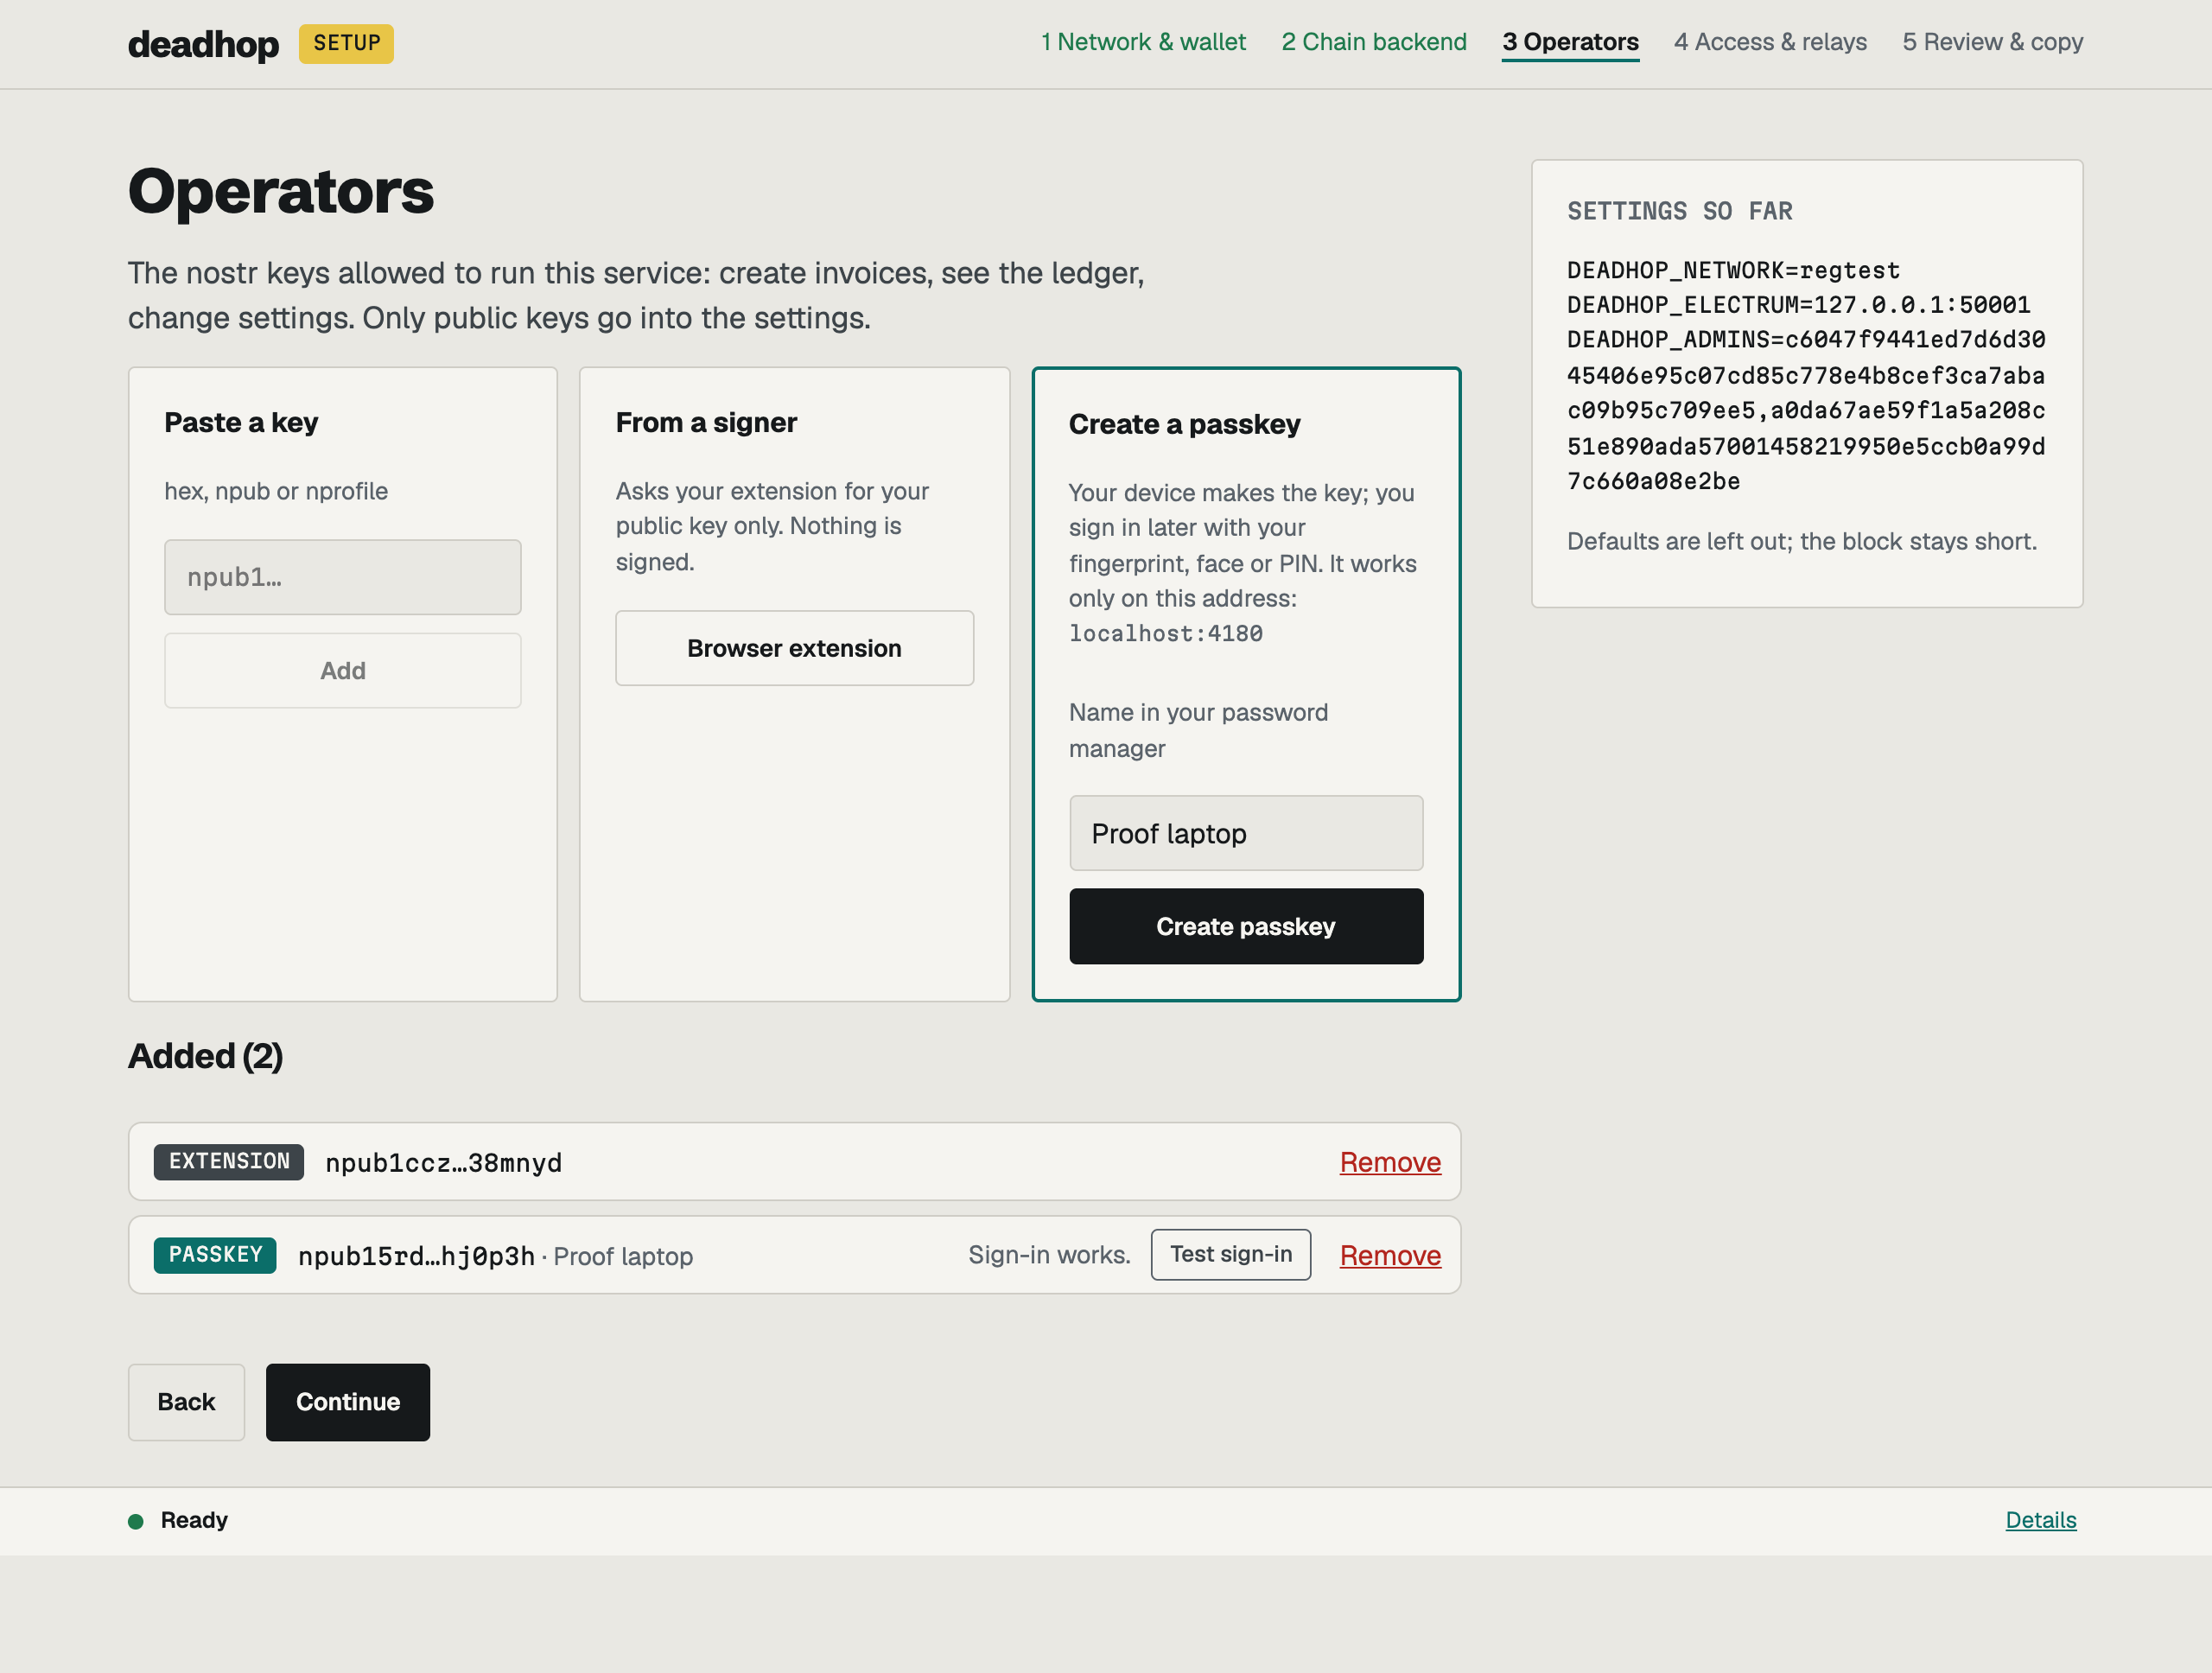 deadhop SETUP
1 Network & wallet 2 Chain backend 3 Operators 4 Access & relays 5 Review & copy
Operators
The nostr keys allowed to run this service: create invoices, see the ledger,
change settings. Only public keys go into the settings.
Paste a key
hex, npub or nprofile
npub1…
Add
From a signer
Asks your extension for your
public key only. Nothing is
signed.
Browser extension
Create a passkey
Your device makes the key; you
sign in later with your
fingerprint, face or PIN. It works
only on this address:
localhost:4180
Name in your password
manager
Proof laptop
Create passkey
Added (2)
EXTENSION npub1ccz…38mnyd Remove
PASSKEY npub15rd…hj0p3h · Proof laptop Sign-in works. Test sign-in Remove
Back Continue
SETTINGS SO FAR
DEADHOP_NETWORK=regtest
DEADHOP_ELECTRUM=127.0.0.1:50001
DEADHOP_ADMINS=c6047f9441ed7d6d30
45406e95c07cd85c778e4b8cef3ca7aba
c09b95c709ee5,a0da67ae59f1a5a208c
51e890ada57001458219950e5ccb0a99d
7c660a08e2be
Defaults are left out; the block stays short.
Ready Details